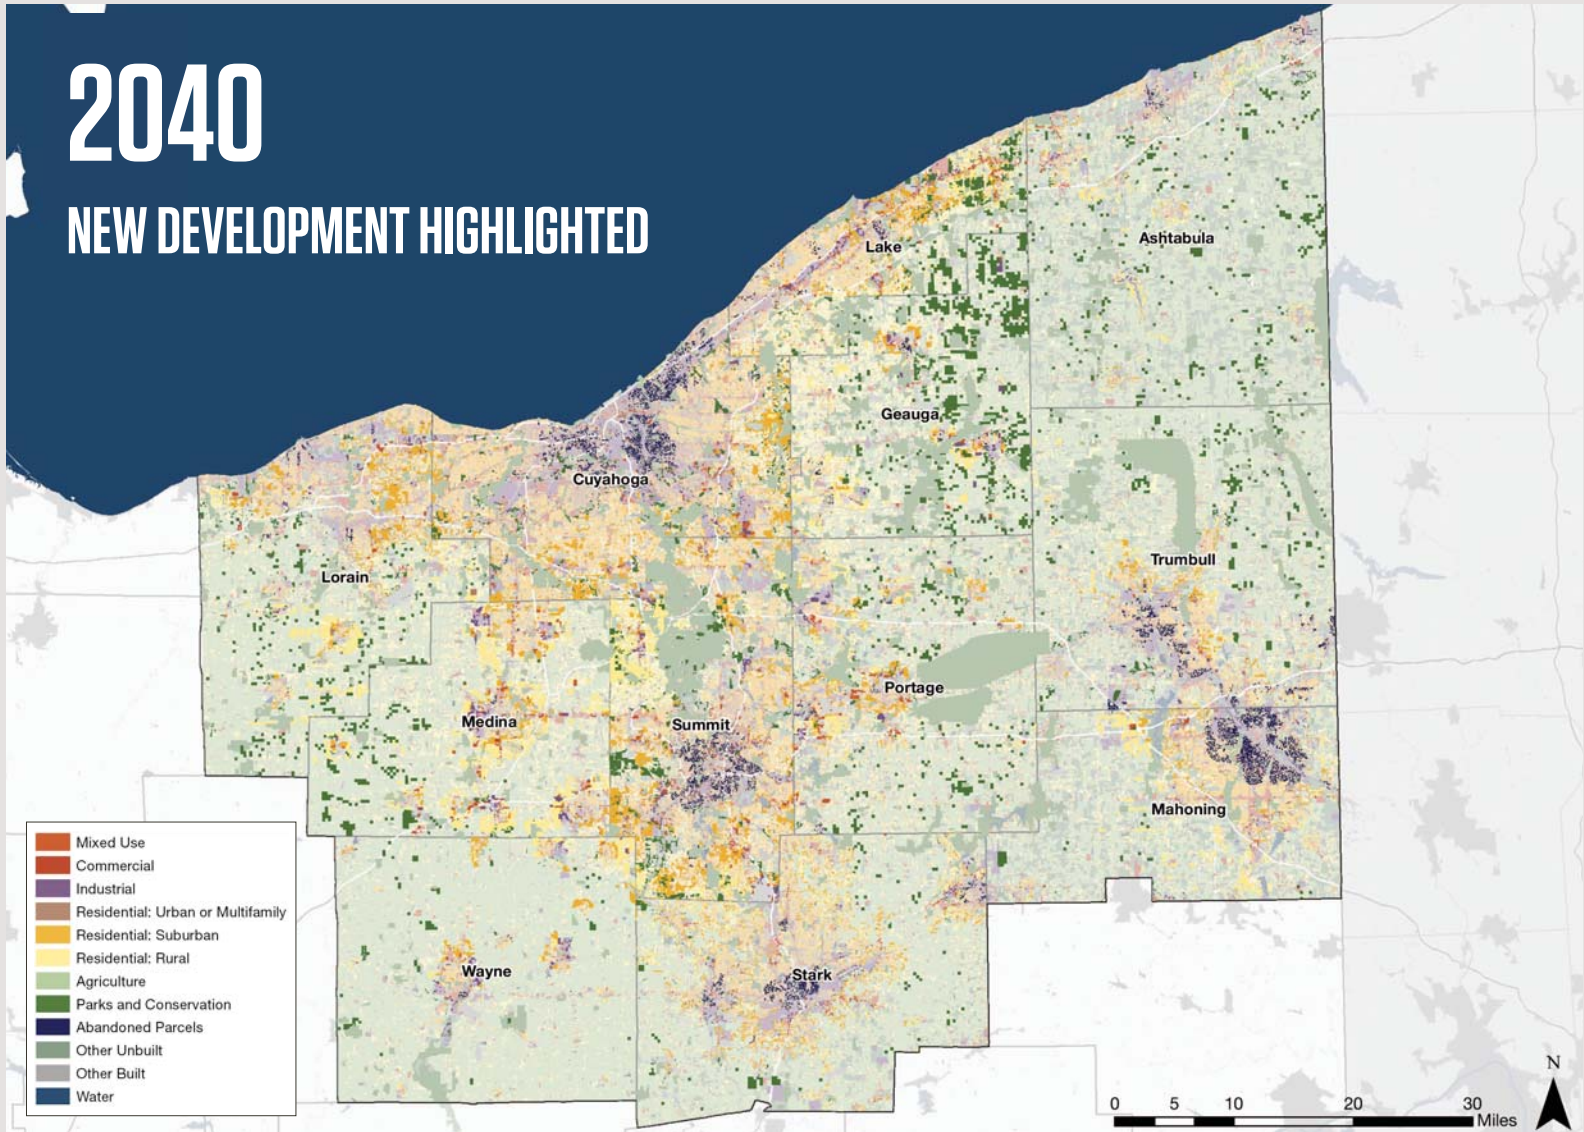 2040
NEW DEVELOPMENT HIGHLIGHTED
Lake
Ashtabula
Geauga
Cuyahoga
Trumbull
Lorain
Portage
Medina
Summit
Mahoning
Wayne
Stark
Mixed Use
Commercial
Industrial
Residential: Urban or Multifamily
Residential: Suburban
Residential: Rural
Agriculture
Parks and Conservation
Abandoned Parcels
Other Unbuilt
Other Built
Water
N
0 5 10 20 30
Miles